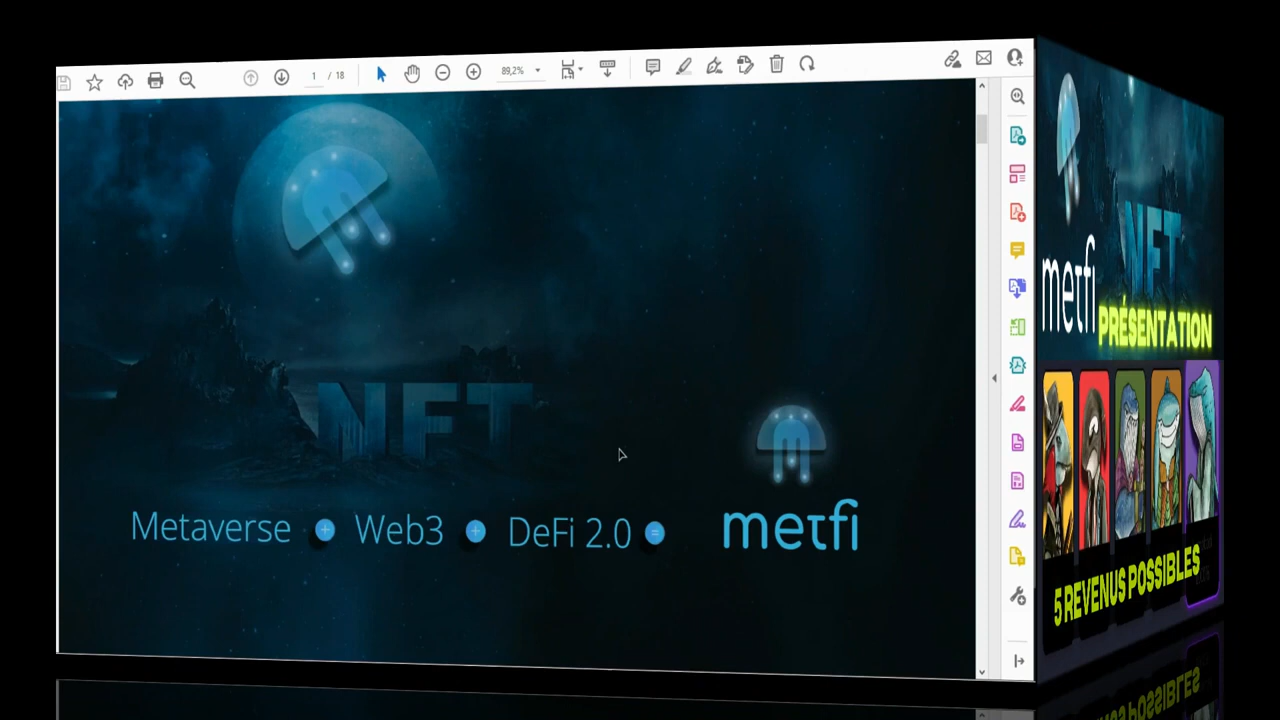 1 / 18
89,2%
NFT
Metaverse + Web3 + DeFi 2.0 =
metfi
NFT
metfi
PRÉSENTATION
5 REVENUS POSSIBLES